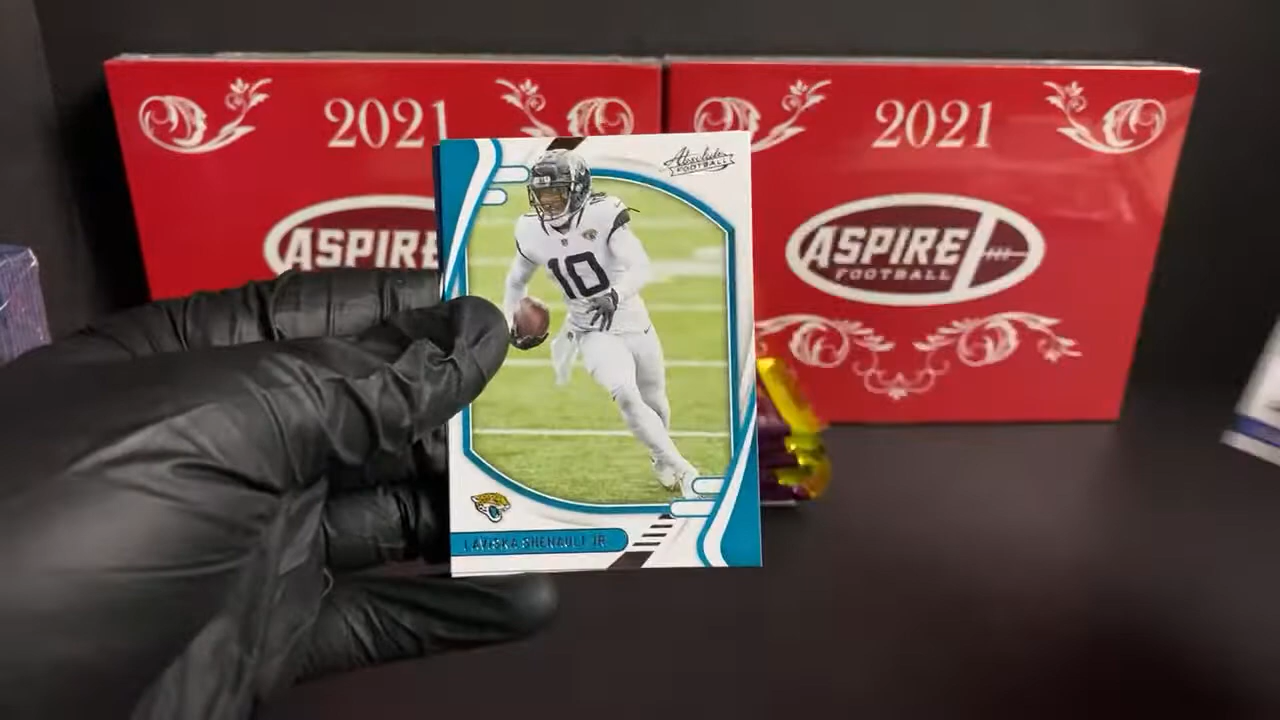 2021
2021
ASPIRE
FOOTBALL
ASPIRE
Absolute
FOOTBALL
10
LAVISKA SHENAULT JR.